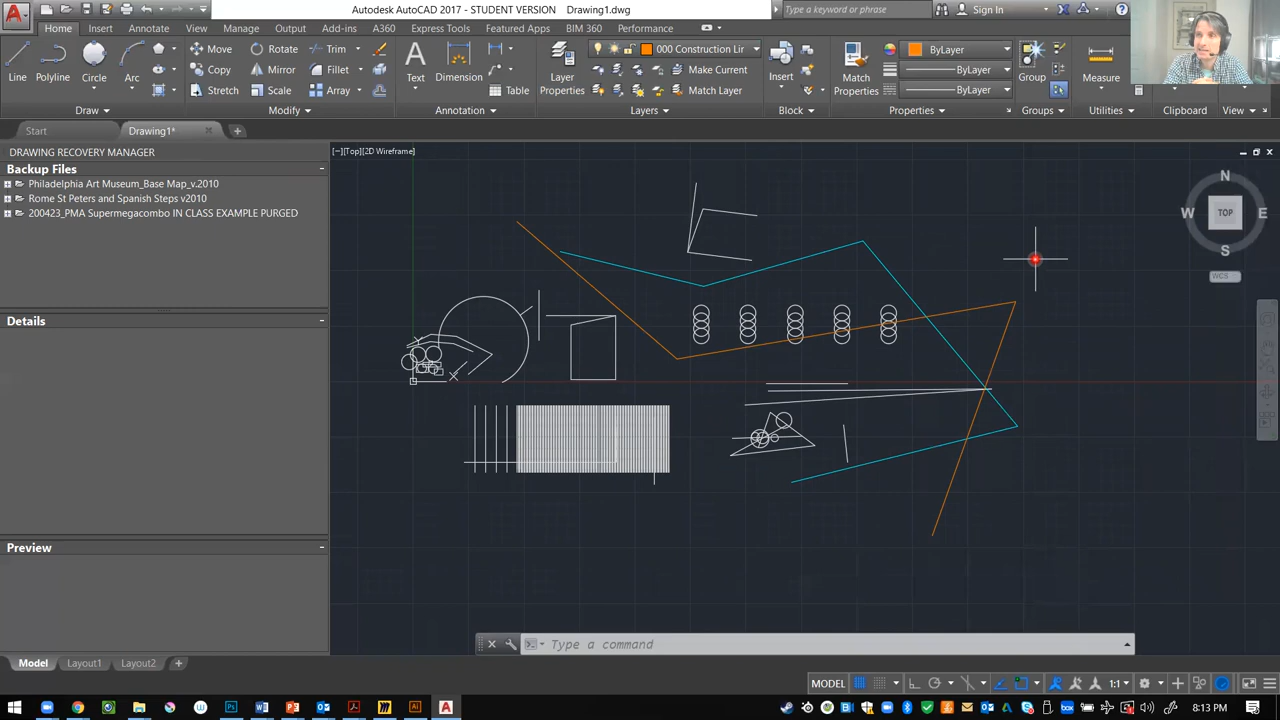 Autodesk AutoCAD 2017 - STUDENT VERSION Drawing1.dwg
Type a keyword or phrase
Sign In
Home Insert Annotate View Manage Output Add-ins A360 Express Tools Featured Apps BIM 360 Performance
Line Polyline Circle Arc
Move Rotate Trim
Copy Mirror Fillet
Stretch Scale Array
Text Dimension Table
Layer Properties
000 Construction Lir
Make Current
Match Layer
Insert
Match Properties
ByLayer
ByLayer
ByLayer
Group Measure
Draw Modify Annotation Layers Block Properties Groups Utilities Clipboard View
Start Drawing1*
DRAWING RECOVERY MANAGER
Backup Files
Philadelphia Art Museum_Base Map_v.2010
Rome St Peters and Spanish Steps v2010
200423_PMA Supermegacombo IN CLASS EXAMPLE PURGED
Details
Preview
[−][Top][2D Wireframe]
N
W TOP E
S
WCS
Type a command
Model Layout1 Layout2
MODEL 1:1
8:13 PM